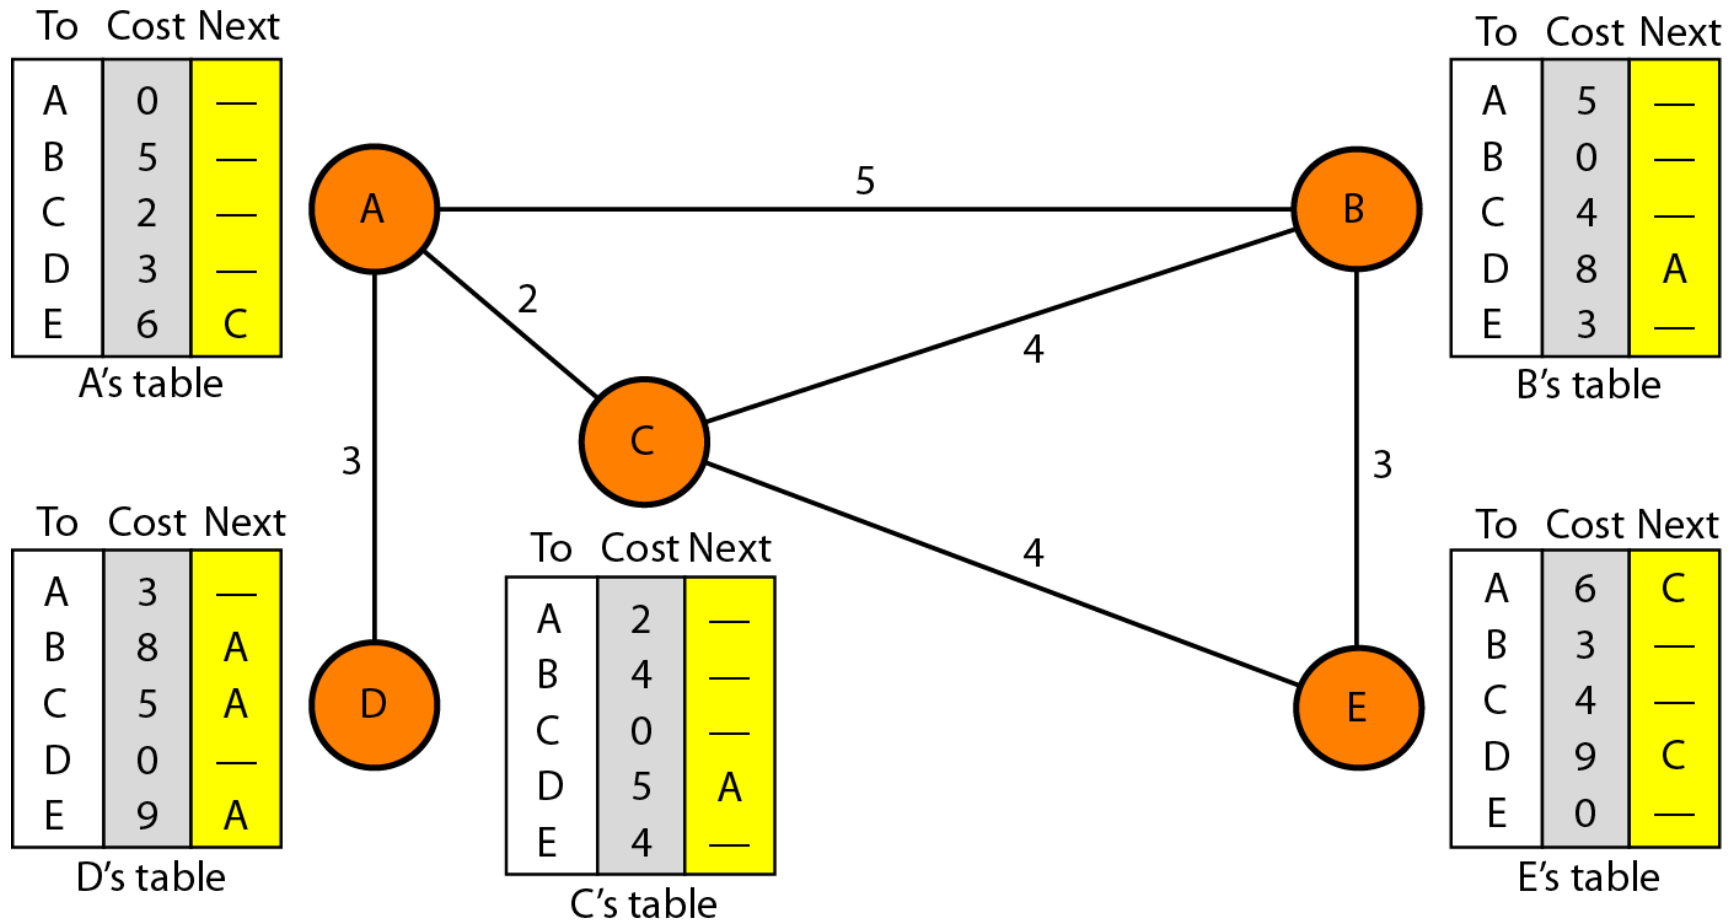 To Cost Next
A 0 —
B 5 —
C 2 —
D 3 —
E 6 C
A's table
To Cost Next
A 5 —
B 0 —
C 4 —
D 8 A
E 3 —
B's table
A
5
B
2
4
C
3
3
4
D
E
To Cost Next
A 3 —
B 8 A
C 5 A
D 0 —
E 9 A
D's table
To Cost Next
A 2 —
B 4 —
C 0 —
D 5 A
E 4 —
C's table
To Cost Next
A 6 C
B 3 —
C 4 —
D 9 C
E 0 —
E's table